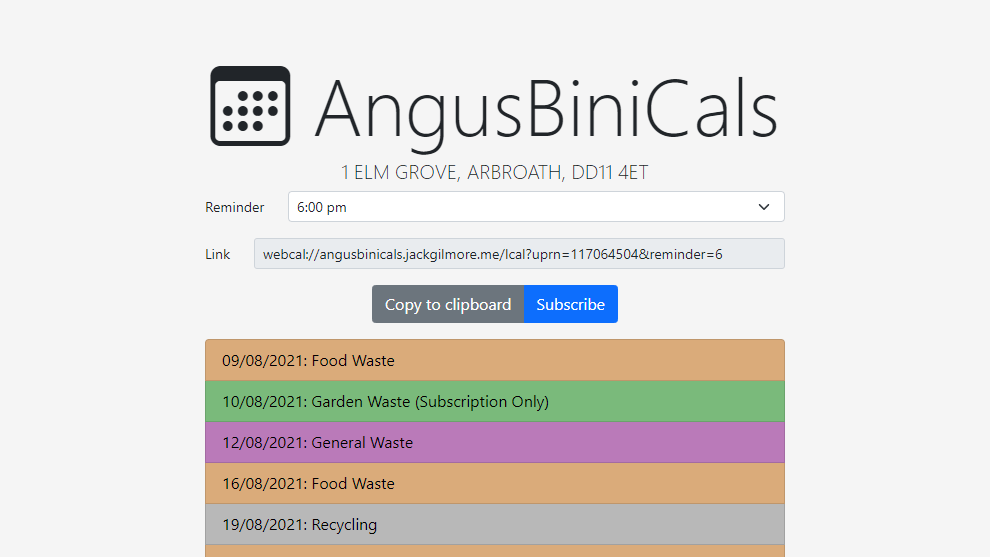 AngusBiniCals
1 ELM GROVE, ARBROATH, DD11 4ET
Reminder 6:00 pm
Link webcal://angusbinicals.jackgilmore.me/Ical?uprn=117064504&reminder=6
Copy to clipboard Subscribe
09/08/2021: Food Waste
10/08/2021: Garden Waste (Subscription Only)
12/08/2021: General Waste
16/08/2021: Food Waste
19/08/2021: Recycling